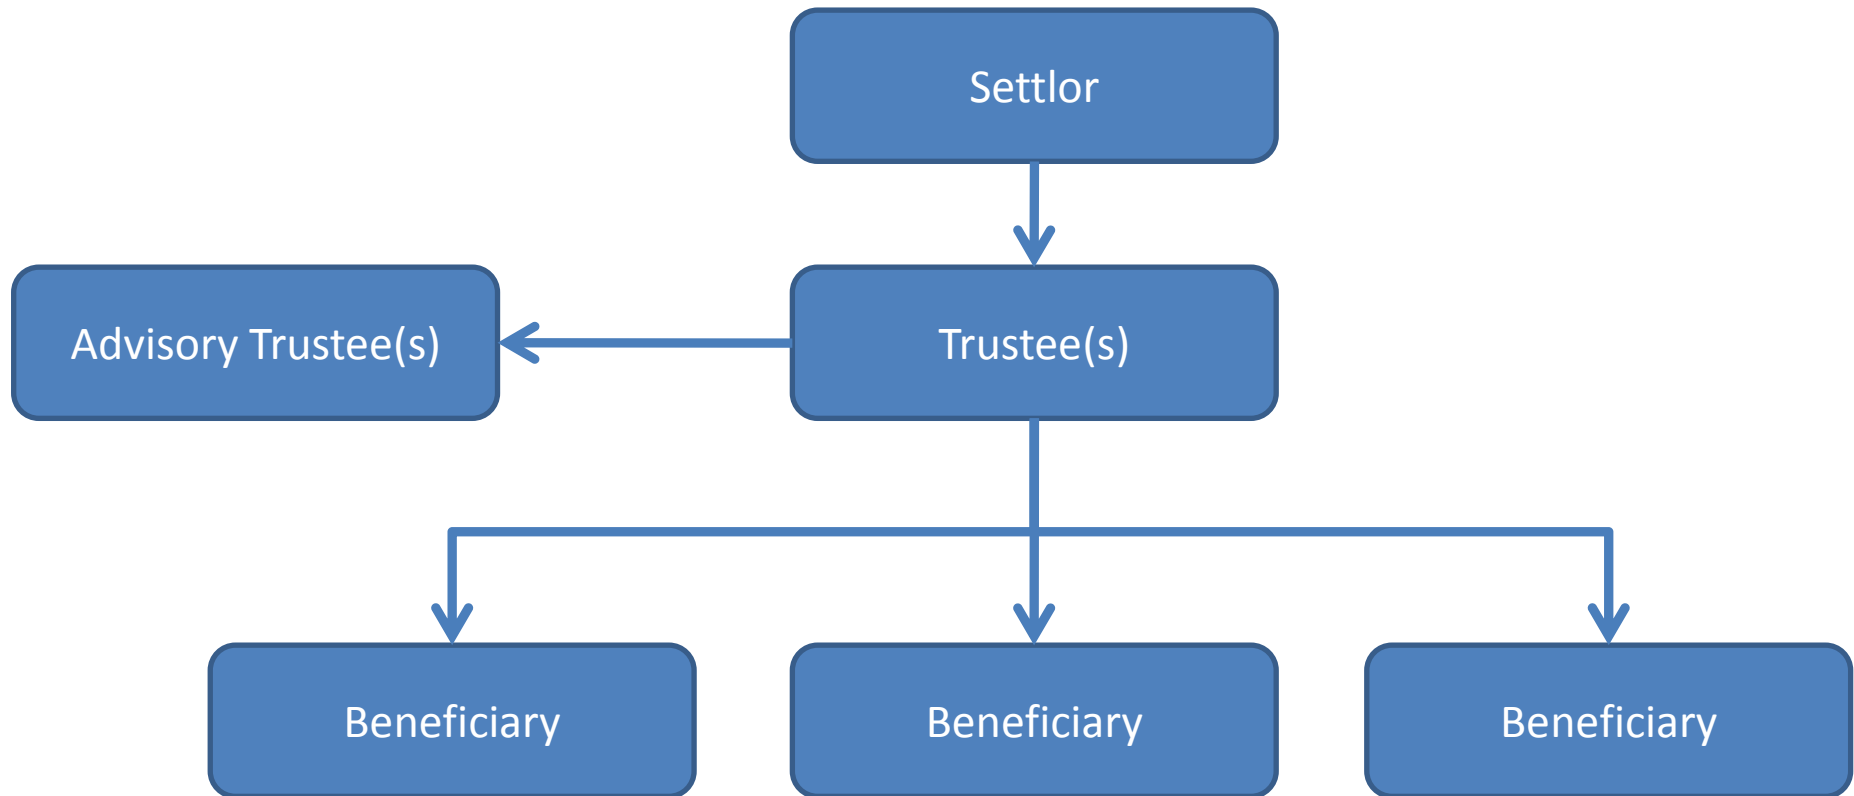 Settlor
Advisory Trustee(s)
Trustee(s)
Beneficiary
Beneficiary
Beneficiary